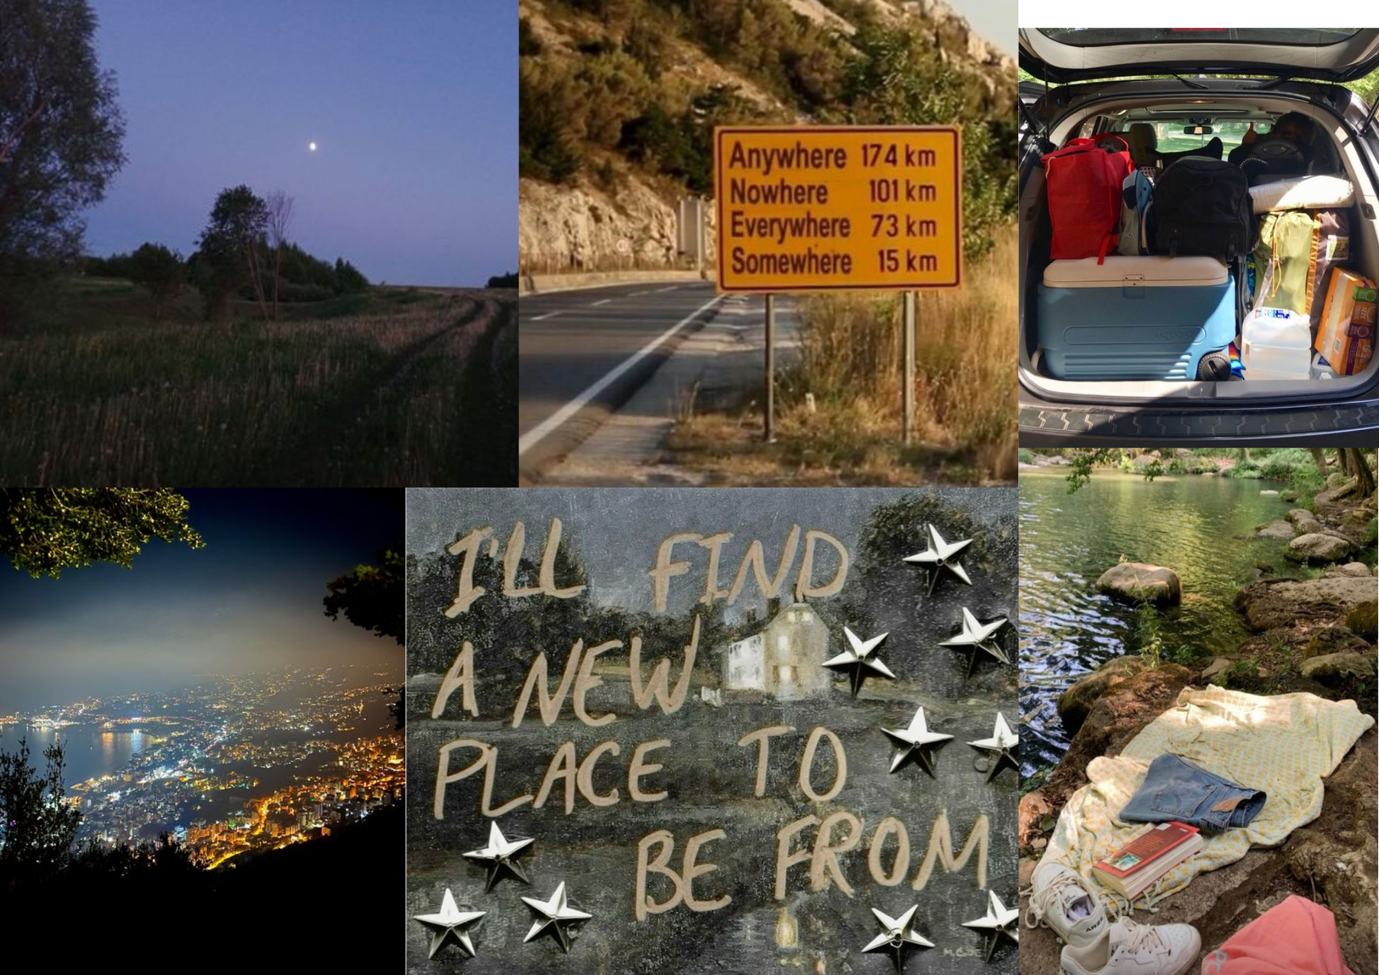 Anywhere 174 km
Nowhere 101 km
Everywhere 73 km
Somewhere 15 km
I'LL FIND
A NEW
PLACE TO
BE FROM